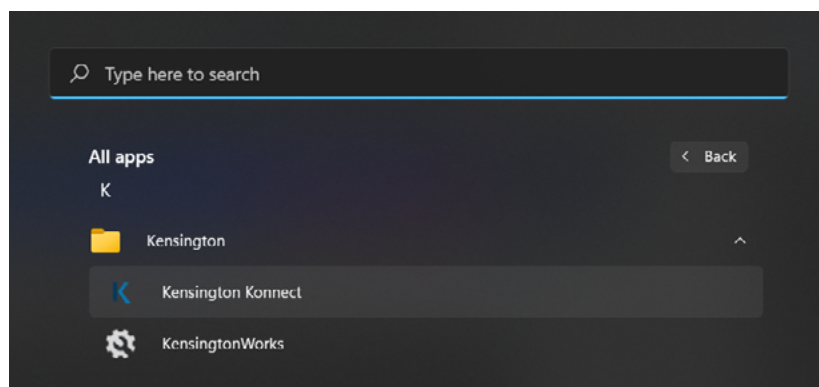 Type here to search
All apps
Back
K
Kensington
Kensington Konnect
KensingtonWorks